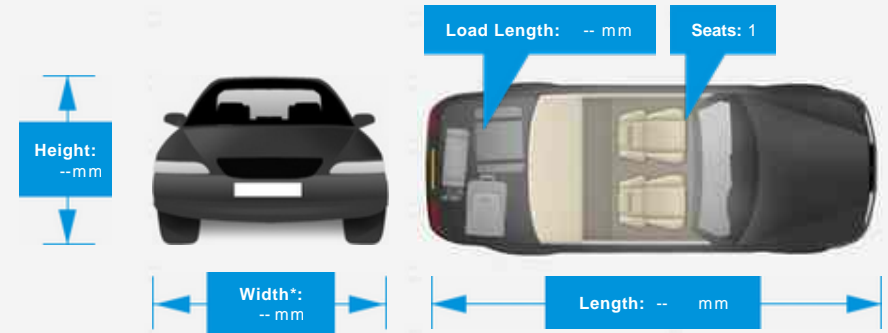 Load Length: -- mm
Seats: 1
Height:
--mm
Width*:
-- mm
Length: -- mm